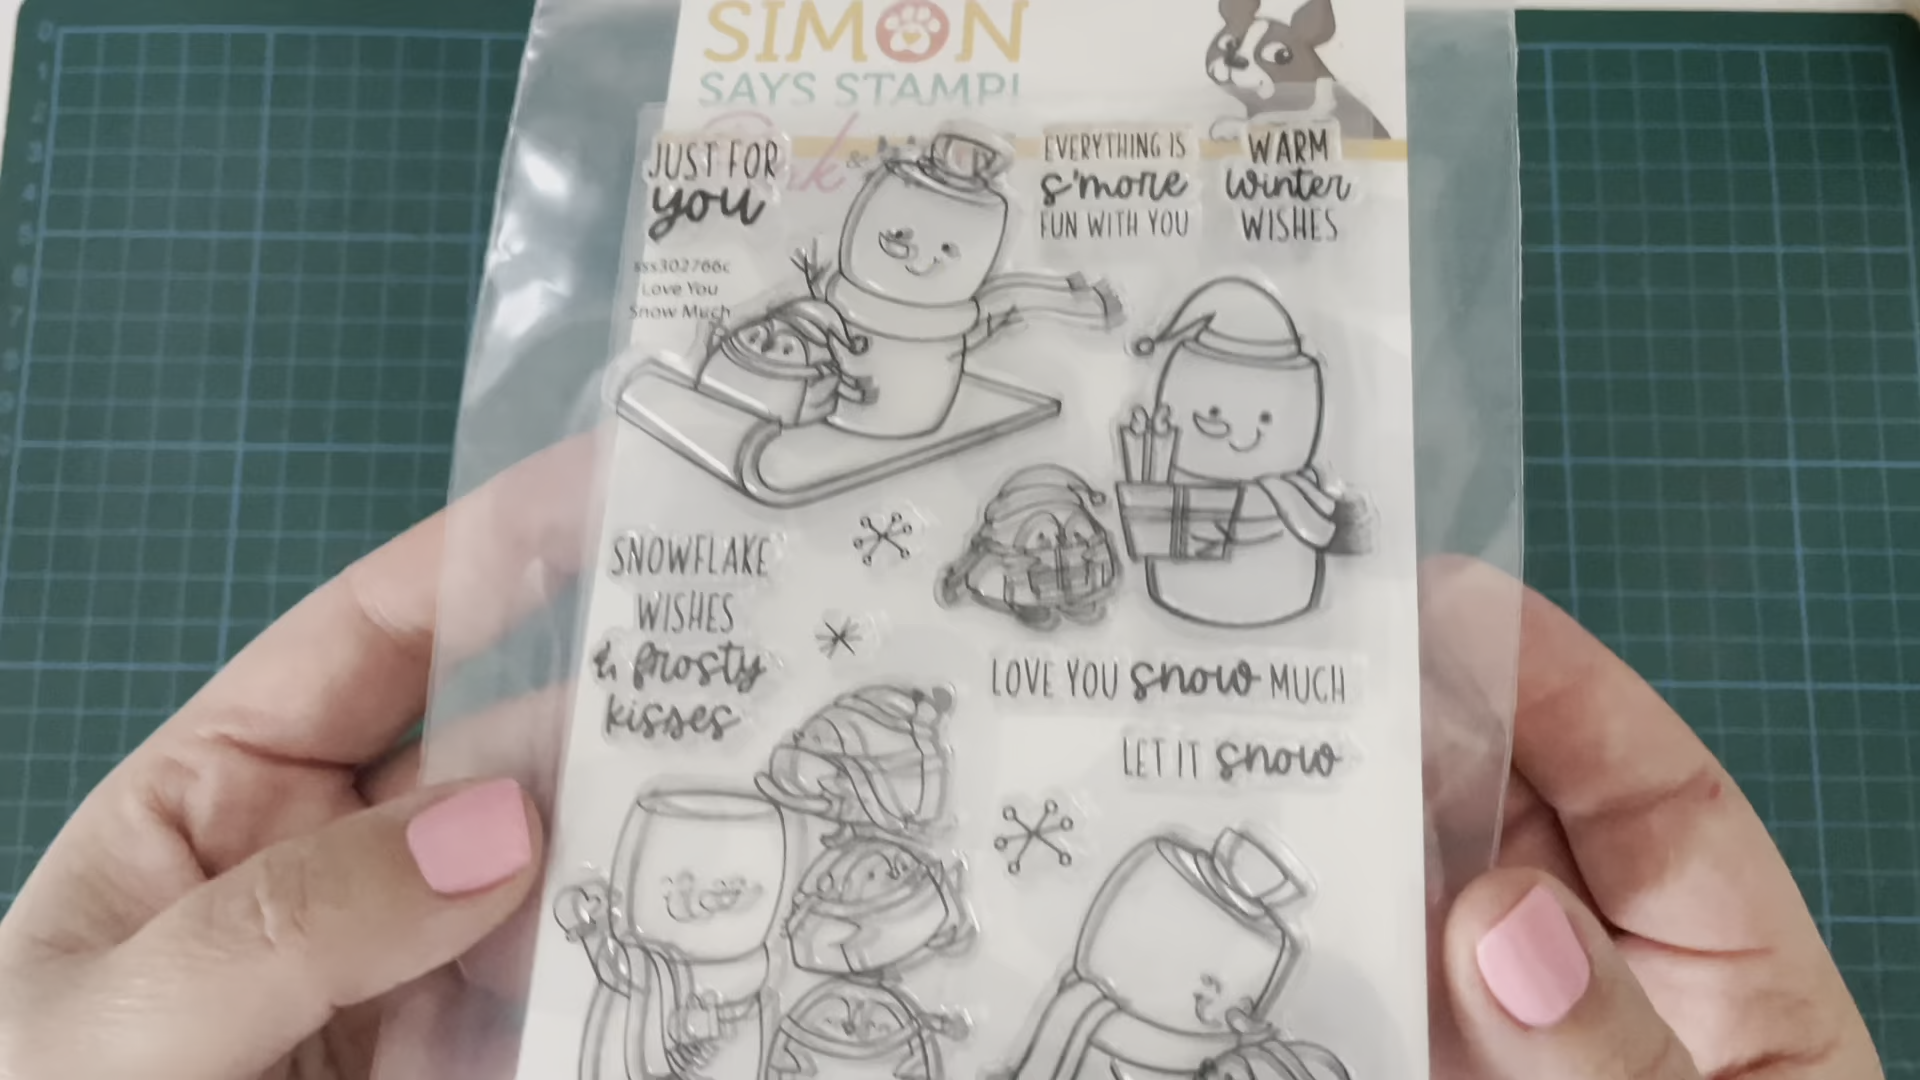 SIMON
SAYS STAMP!
JUST FOR
you
EVERYTHING IS
s'more
FUN WITH YOU
WARM
winter
WISHES
sss302766c
Love You
Snow Much
SNOWFLAKE
WISHES
& frosty
kisses
LOVE YOU snow MUCH
LET IT snow